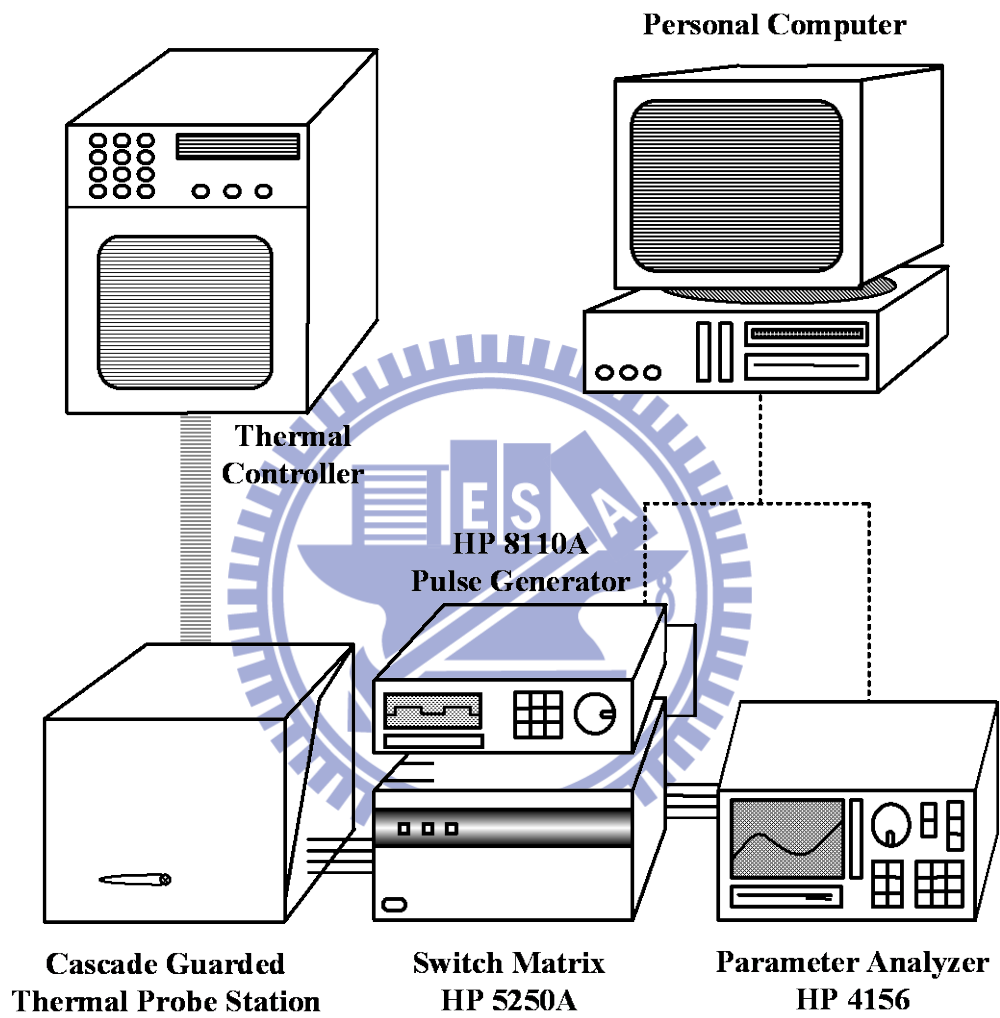 Personal Computer
Thermal
Controller
E S A
HP 8110A
Pulse Generator
Cascade Guarded
Thermal Probe Station
Switch Matrix
HP 5250A
Parameter Analyzer
HP 4156